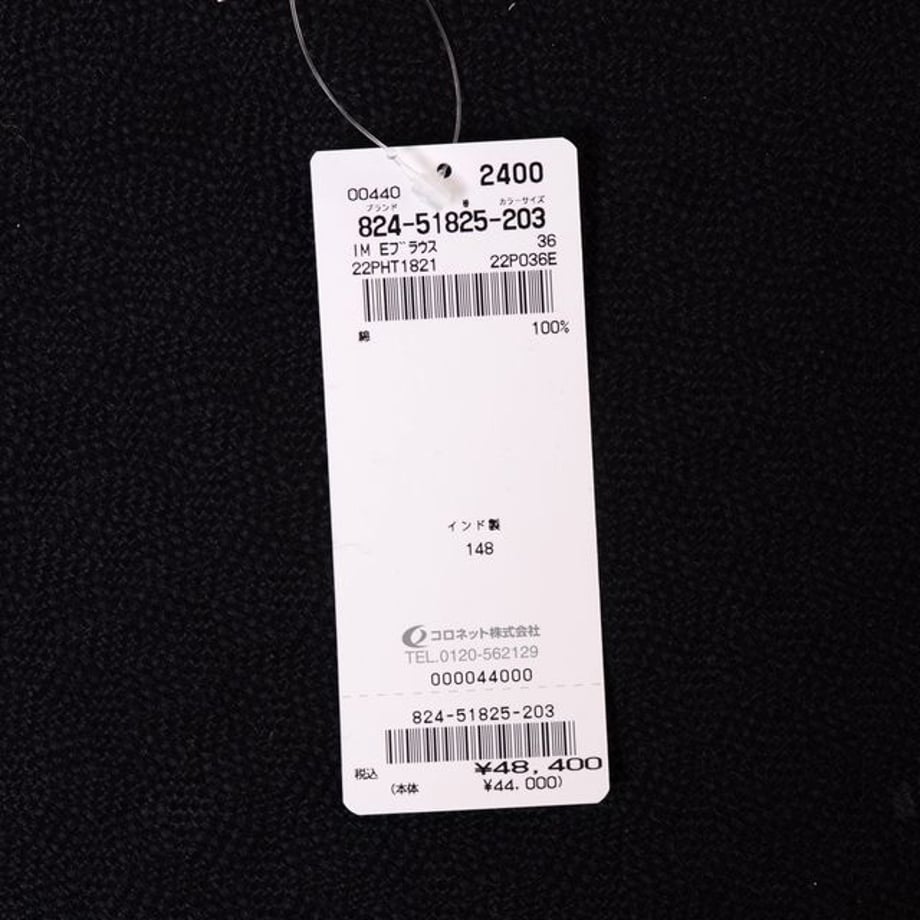 2400
00440
ブランド 番 カラーサイズ
824-51825-203
IM Eブラウス 36
22PHT1821 22P036E
綿 100%
インド製
148
コロネット株式会社
TEL.0120-562129
000044000
824-51825-203
税込 ¥48,400
(本体 ¥44,000)